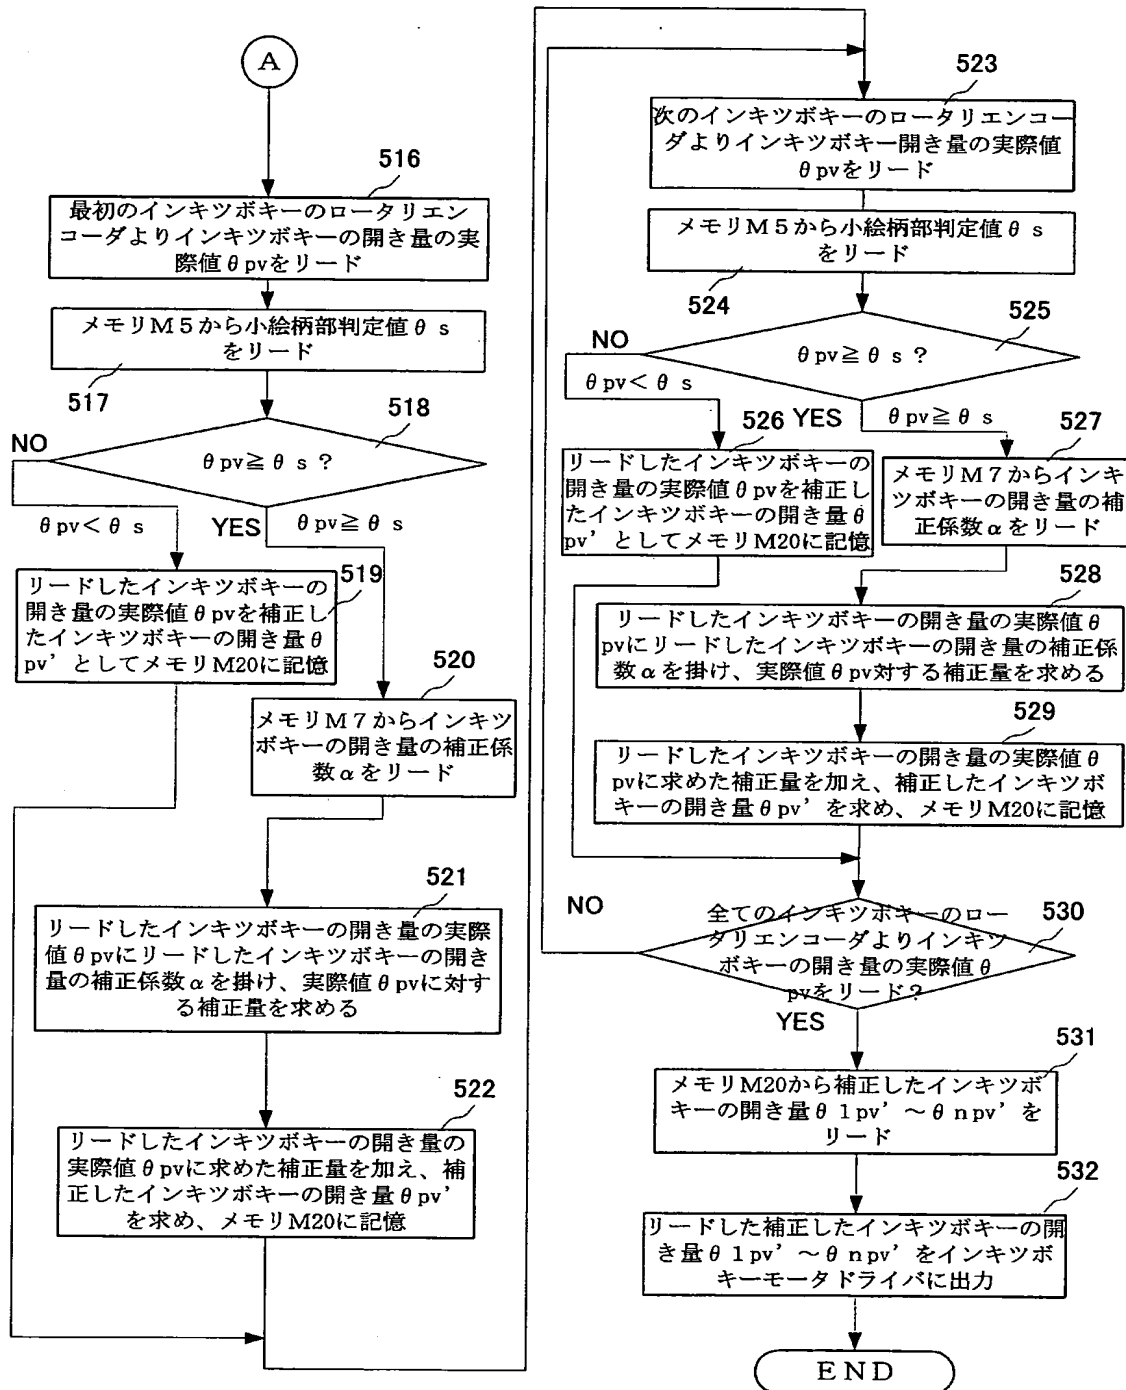 A
516
最初のインキツボキーのロータリエン
コーダよりインキツボキーの開き量の実
際値θpvをリード
メモリM5から小絵柄部判定値θs
をリード
517
518
θpv≧θs？
NO
θpv＜θs
YES
θpv≧θs
519
リードしたインキツボキーの
開き量の実際値θpvを補正し
たインキツボキーの開き量θ
pv’としてメモリM20に記憶
520
メモリM7からインキツ
ボキーの開き量の補正係
数αをリード
521
リードしたインキツボキーの開き量の実際
値θpvにリードしたインキツボキーの開き
量の補正係数αを掛け、実際値θpvに対す
る補正量を求める
522
リードしたインキツボキーの開き量の
実際値θpvに求めた補正量を加え、補
正したインキツボキーの開き量θpv’
を求め、メモリM20に記憶
523
次のインキツボキーのロータリエンコー
ダよりインキツボキー開き量の実際値
θpvをリード
メモリM5から小絵柄部判定値θs
をリード
524
525
θpv≧θs？
NO
θpv＜θs
YES
θpv≧θs
526
リードしたインキツボキーの
開き量の実際値θpvを補正し
たインキツボキーの開き量θ
pv’としてメモリM20に記憶
527
メモリM7からインキ
ツボキーの開き量の補
正係数αをリード
528
リードしたインキツボキーの開き量の実際値θ
pvにリードしたインキツボキーの開き量の補正係
数αを掛け、実際値θpv対する補正量を求める
529
リードしたインキツボキーの開き量の実際値θ
pvに求めた補正量を加え、補正したインキツボ
キーの開き量θpv’を求め、メモリM20に記憶
NO
530
全てのインキツボキーのロー
タリエンコーダよりインキツ
ボキーの開き量の実際値θ
pvをリード？
YES
531
メモリM20から補正したインキツボ
キーの開き量θ1pv’～θnpv’を
リード
532
リードした補正したインキツボキーの開
き量θ1pv’～θnpv’をインキツボ
キーモータドライバに出力
END